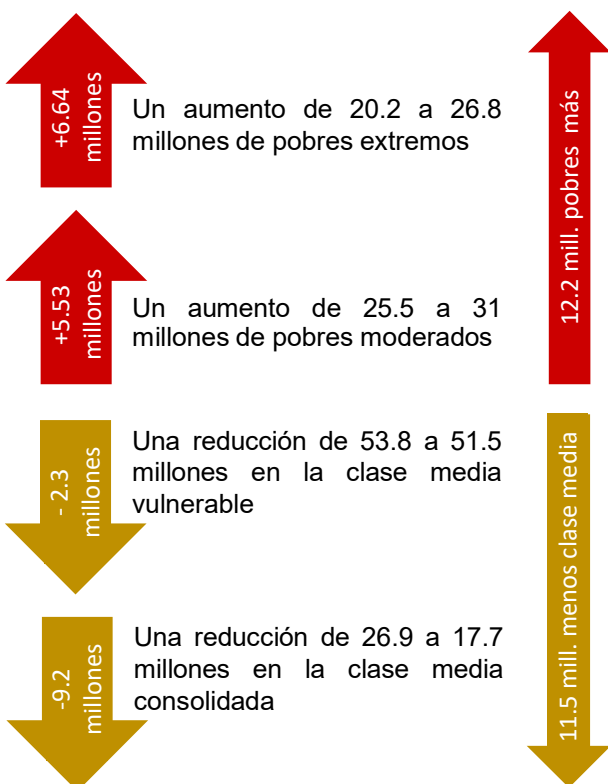 +6.64
millones
Un aumento de 20.2 a 26.8
millones de pobres extremos
+5.53
millones
Un aumento de 25.5 a 31
millones de pobres moderados
12.2 mill. pobres más
- 2.3
millones
Una reducción de 53.8 a 51.5
millones en la clase media
vulnerable
-9.2
millones
Una reducción de 26.9 a 17.7
millones en la clase media
consolidada
11.5 mill. menos clase media